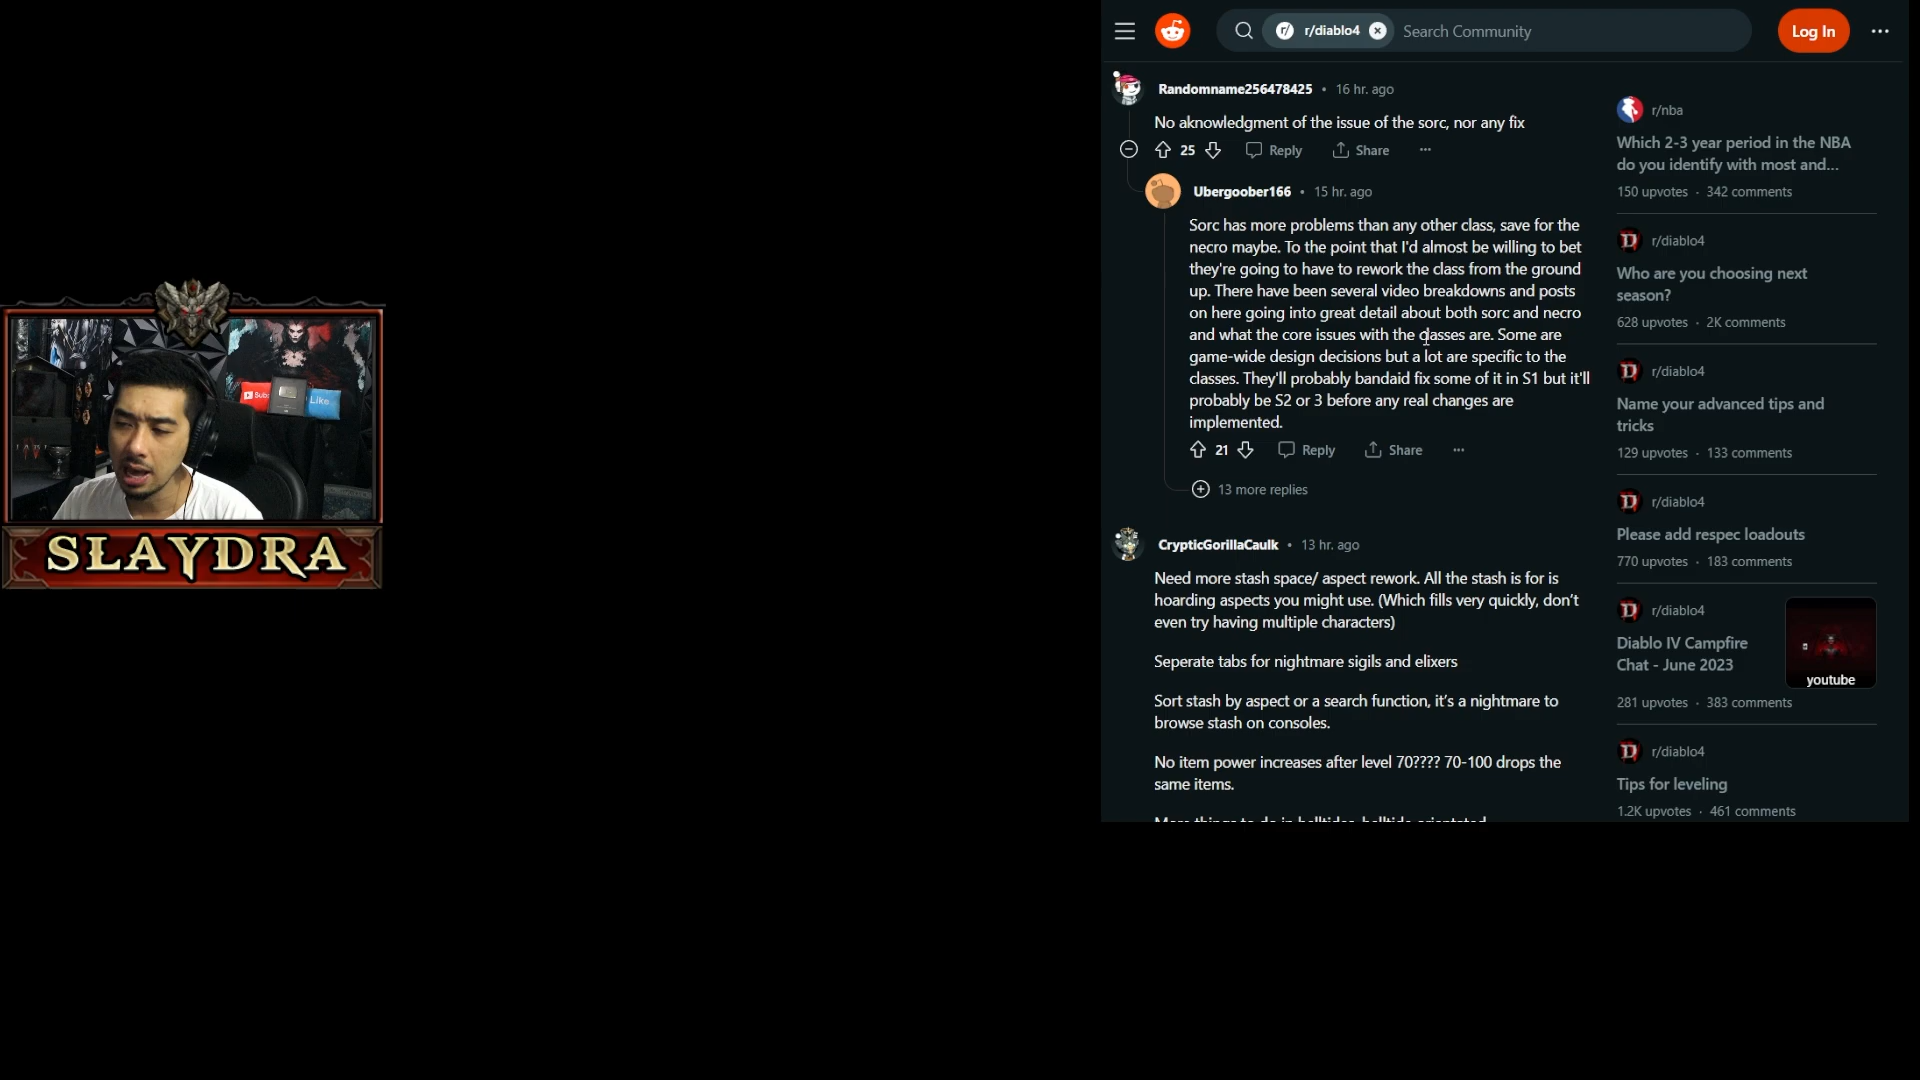 r/diablo4
Search Community
Log In
Randomname256478425 • 16 hr. ago
No aknowledgment of the issue of the sorc, nor any fix
25 Reply Share
Ubergoober166 • 15 hr. ago
Sorc has more problems than any other class, save for the
necro maybe. To the point that I'd almost be willing to bet
they're going to have to rework the class from the ground
up. There have been several video breakdowns and posts
on here going into great detail about both sorc and necro
and what the core issues with the classes are. Some are
game-wide design decisions but a lot are specific to the
classes. They'll probably bandaid fix some of it in S1 but it'll
probably be S2 or 3 before any real changes are
implemented.
21 Reply Share
13 more replies
CrypticGorillaCaulk • 13 hr. ago
Need more stash space/ aspect rework. All the stash is for is
hoarding aspects you might use. (Which fills very quickly, don’t
even try having multiple characters)
Seperate tabs for nightmare sigils and elixers
Sort stash by aspect or a search function, it’s a nightmare to
browse stash on consoles.
No item power increases after level 70???? 70-100 drops the
same items.
r/nba
Which 2-3 year period in the NBA
do you identify with most and...
150 upvotes · 342 comments
r/diablo4
Who are you choosing next
season?
628 upvotes · 2K comments
r/diablo4
Name your advanced tips and
tricks
129 upvotes · 133 comments
r/diablo4
Please add respec loadouts
770 upvotes · 183 comments
r/diablo4
Diablo IV Campfire
Chat - June 2023
youtube
281 upvotes · 383 comments
r/diablo4
Tips for leveling
1.2K upvotes · 461 comments
Subs
Like
SLAYDRA